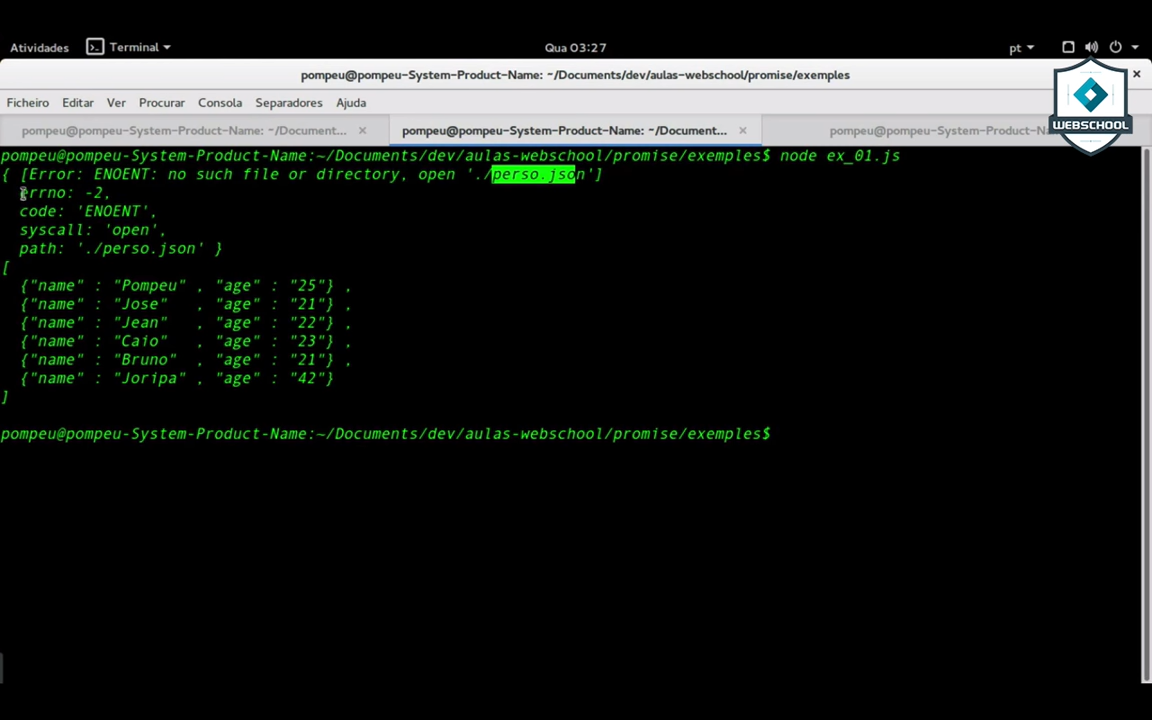 Atividades Terminal Qua 03:27 pt
pompeu@pompeu-System-Product-Name: ~/Documents/dev/aulas-webschool/promise/exemples
Ficheiro Editar Ver Procurar Consola Separadores Ajuda
WEBSCHOOL
pompeu@pompeu-System-Product-Name: ~/Document... pompeu@pompeu-System-Product-Name: ~/Document... pompeu@pompeu-System-Product-Na
pompeu@pompeu-System-Product-Name:~/Documents/dev/aulas-webschool/promise/exemples$ node ex_01.js
{ [Error: ENOENT: no such file or directory, open './perso.json']
errno: -2,
code: 'ENOENT',
syscall: 'open',
path: './perso.json' }
[
{"name" : "Pompeu" , "age" : "25"} ,
{"name" : "Jose" , "age" : "21"} ,
{"name" : "Jean" , "age" : "22"} ,
{"name" : "Caio" , "age" : "23"} ,
{"name" : "Bruno" , "age" : "21"} ,
{"name" : "Joripa" , "age" : "42"}
]
pompeu@pompeu-System-Product-Name:~/Documents/dev/aulas-webschool/promise/exemples$